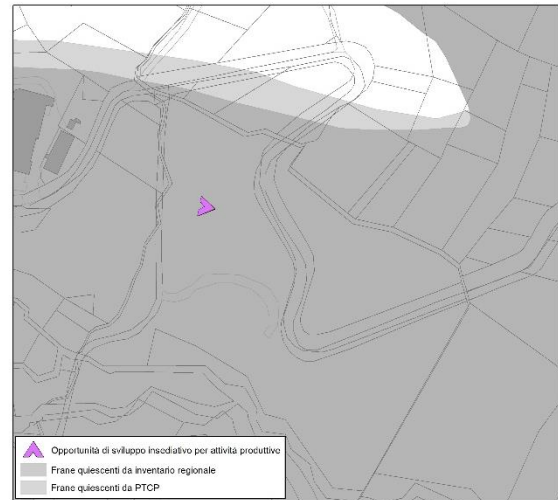 Opportunità di sviluppo insediativo per attività produttive
Frane quiescenti da inventario regionale
Frane quiescenti da PTCP